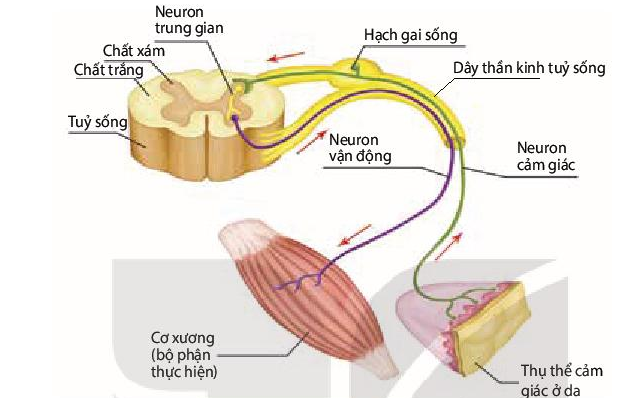 Neuron
trung gian
Chất xám
Chất trắng
Tuỷ sống
Hạch gai sống
Dây thần kinh tuỷ sống
Neuron
vận động
Neuron
cảm giác
Cơ xương
(bộ phận
thực hiện)
Thụ thể cảm
giác ở da